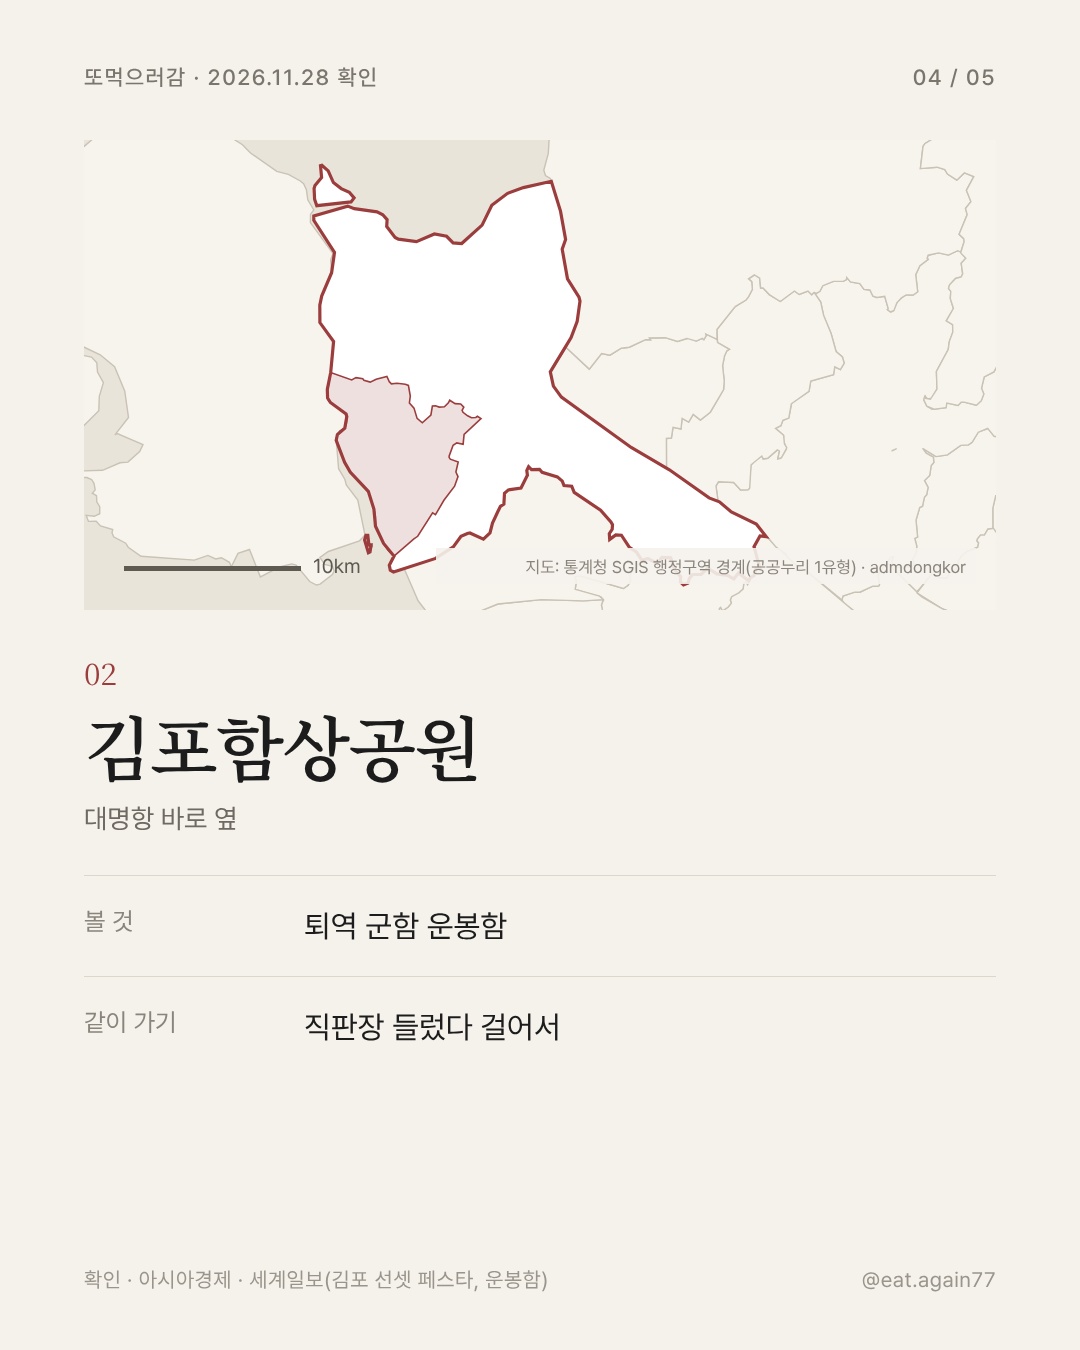 또먹으러감 · 2026.11.28 확인
04 / 05
10km
지도: 통계청 SGIS 행정구역 경계(공공누리 1유형) · admdongkor
02
김포함상공원
대명항 바로 옆
볼 것
퇴역 군함 운봉함
같이 가기
직판장 들렀다 걸어서
확인 · 아시아경제 · 세계일보(김포 선셋 페스타, 운봉함)
@eat.again77